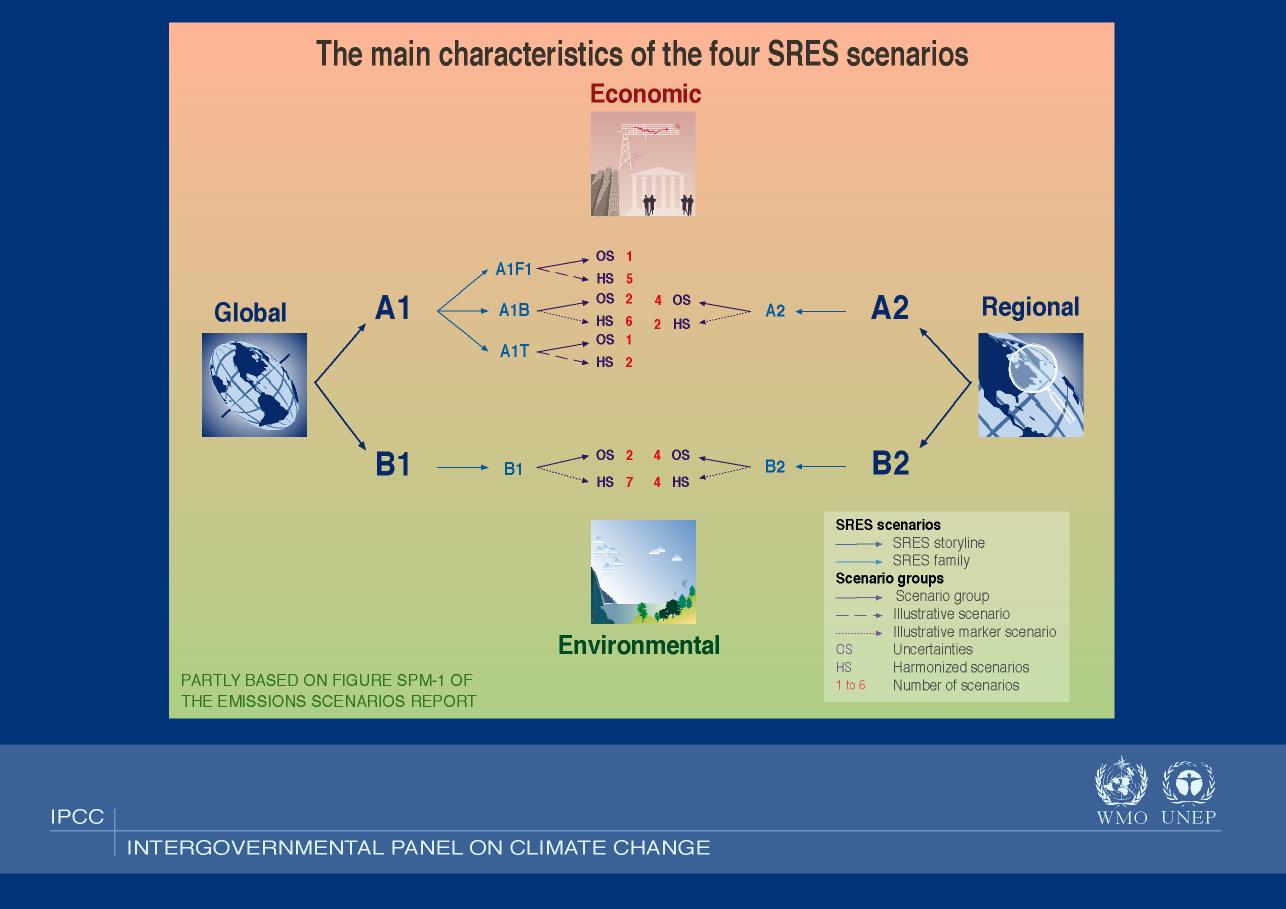 The main characteristics of the four SRES scenarios
Economic
Global
A1
A1F1
OS 1
HS 5
A1B
OS 2
HS 6
A1T
OS 1
HS 2
4 OS
2 HS
A2
A2
Regional
B1
B1
OS 2
HS 7
4 OS
4 HS
B2
B2
Environmental
SRES scenarios
SRES storyline
SRES family
Scenario groups
Scenario group
Illustrative scenario
Illustrative marker scenario
OS Uncertainties
HS Harmonized scenarios
1 to 6 Number of scenarios
PARTLY BASED ON FIGURE SPM-1 OF
THE EMISSIONS SCENARIOS REPORT
WMO UNEP
IPCC
INTERGOVERNMENTAL PANEL ON CLIMATE CHANGE